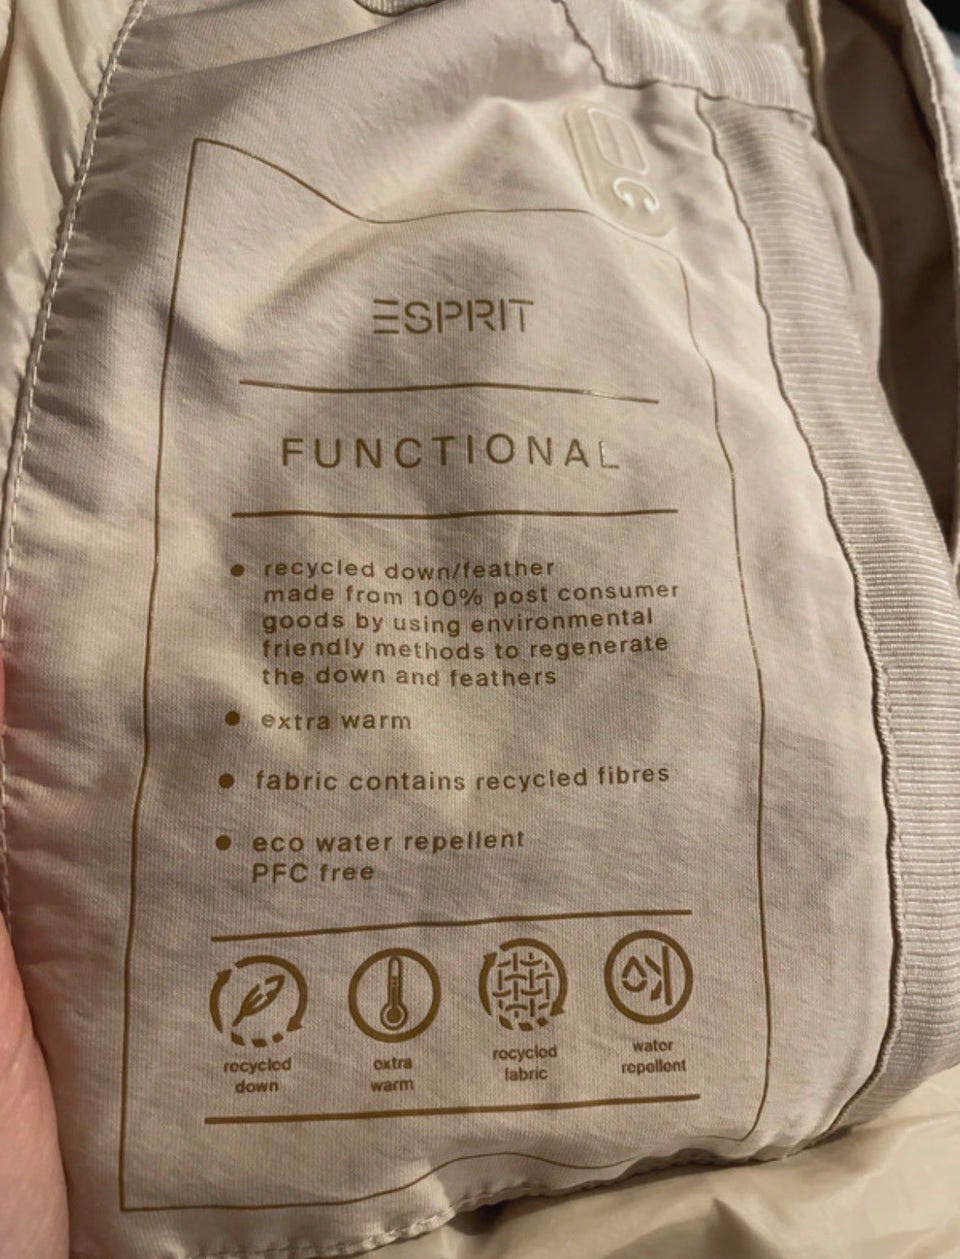 ESPRIT
FUNCTIONAL
• recycled down/feather
made from 100% post consumer
goods by using environmental
friendly methods to regenerate
the down and feathers
• extra warm
• fabric contains recycled fibres
• eco water repellent
PFC free
recycled
down
extra
warm
recycled
fabric
water
repellent